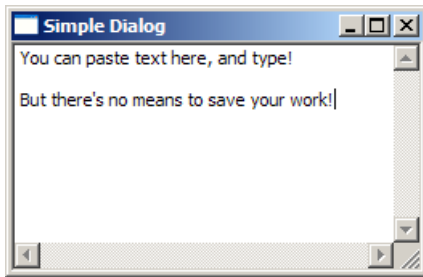 Simple Dialog
You can paste text here, and type!
But there's no means to save your work!